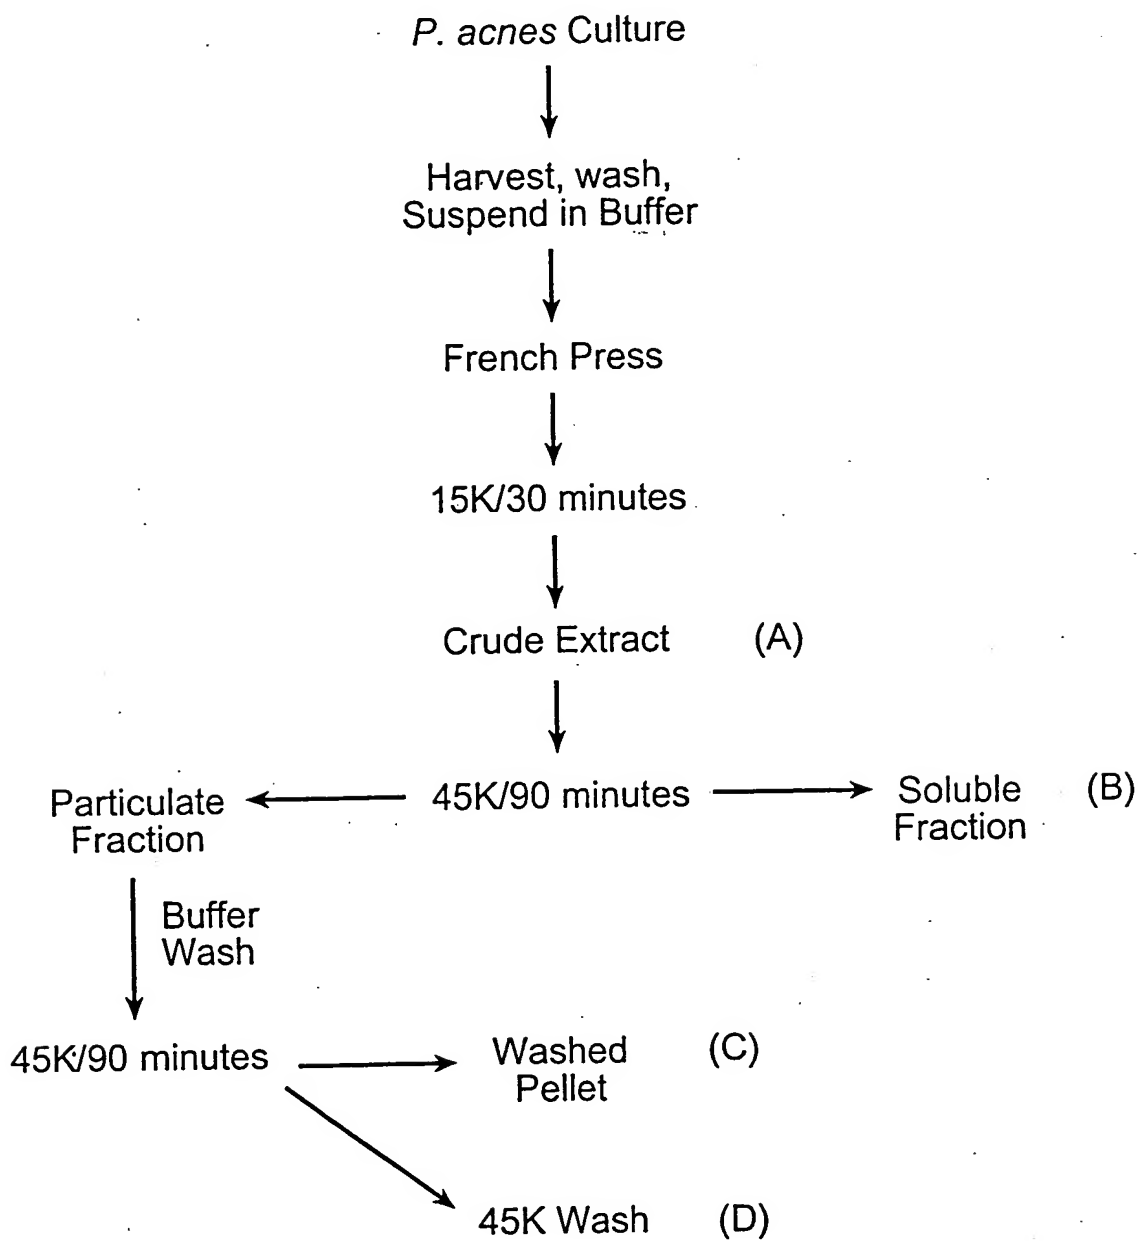 P. acnes Culture
Harvest, wash,
Suspend in Buffer
French Press
15K/30 minutes
Crude Extract (A)
Particulate
Fraction
45K/90 minutes
Soluble
Fraction
(B)
Buffer
Wash
45K/90 minutes
Washed
Pellet
(C)
45K Wash (D)